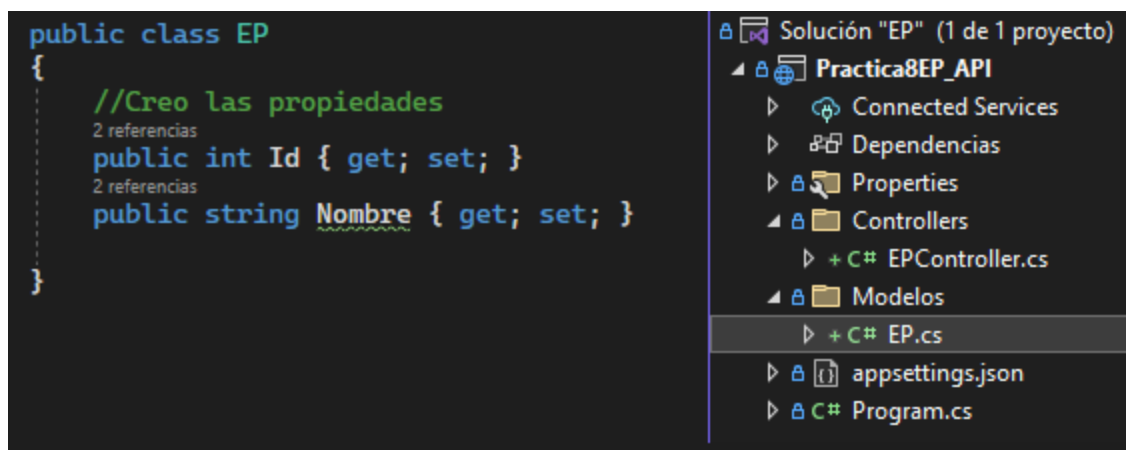 public class EP
{
//Creo las propiedades
2 referencias
public int Id { get; set; }
2 referencias
public string Nombre { get; set; }
}
Solución "EP" (1 de 1 proyecto)
Practica8EP_API
Connected Services
Dependencias
Properties
Controllers
+ C# EPController.cs
Modelos
+ C# EP.cs
appsettings.json
C# Program.cs